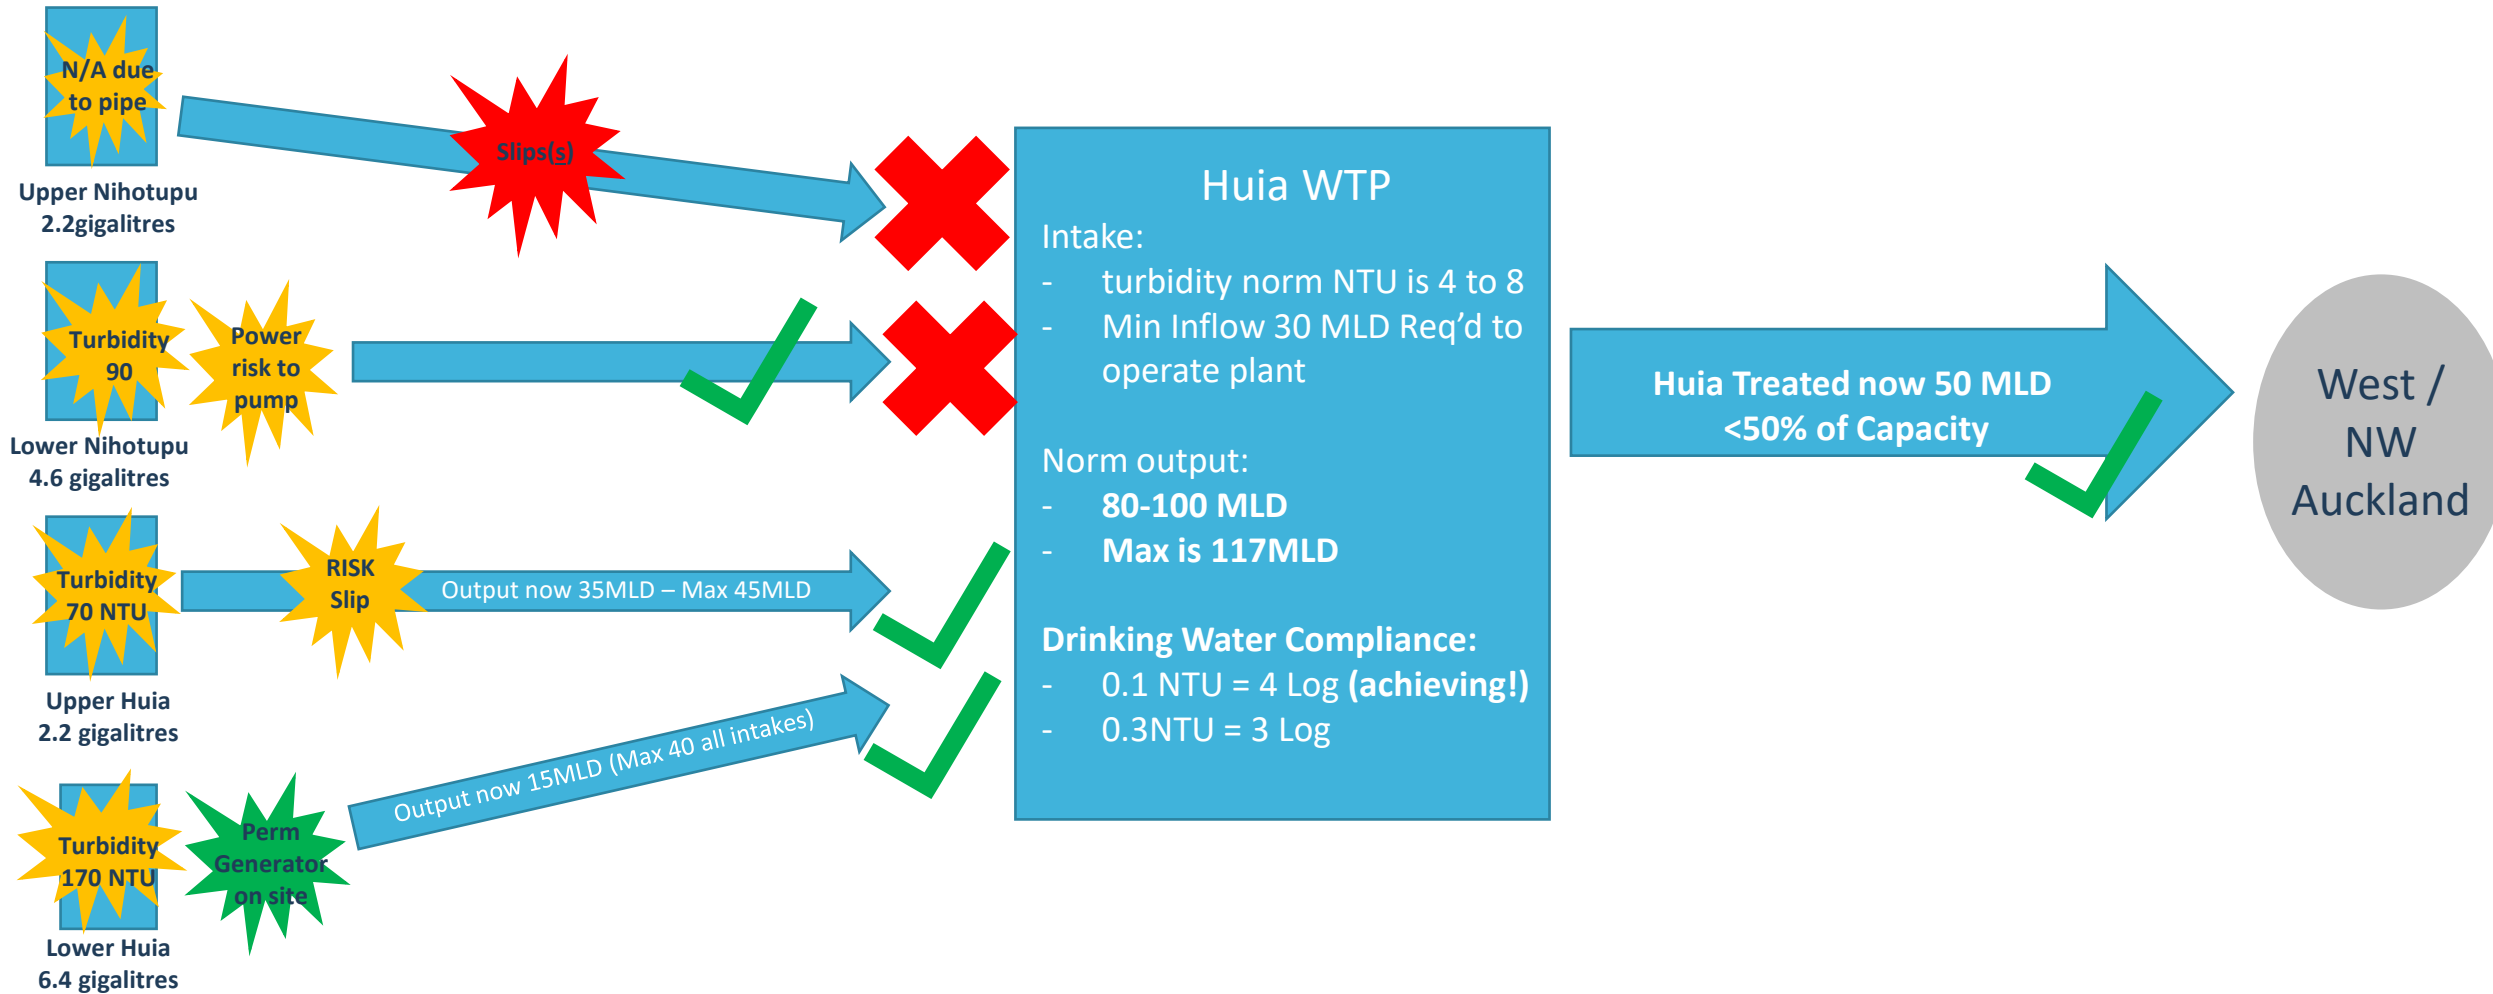 N/A due
to pipe
Upper Nihotupu
2.2gigalitres
Slips(s)
Turbidity
90
Power
risk to
pump
Lower Nihotupu
4.6 gigalitres
Turbidity
70 NTU
RISK
Slip
Output now 35MLD – Max 45MLD
Upper Huia
2.2 gigalitres
Turbidity
170 NTU
Perm
Generator
on site
Output now 15MLD (Max 40 all intakes)
Lower Huia
6.4 gigalitres
Huia WTP
Intake:
- turbidity norm NTU is 4 to 8
- Min Inflow 30 MLD Req’d to
operate plant
Norm output:
- 80-100 MLD
- Max is 117MLD
Drinking Water Compliance:
- 0.1 NTU = 4 Log (achieving!)
- 0.3NTU = 3 Log
Huia Treated now 50 MLD
<50% of Capacity
West /
NW
Auckland